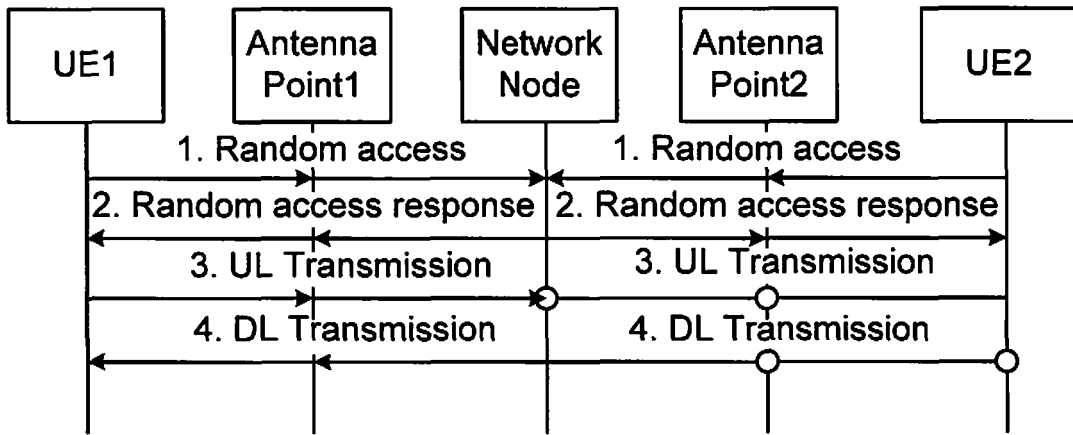 UE1
Antenna
Point1
Network
Node
Antenna
Point2
UE2
1. Random access
1. Random access
2. Random access response
2. Random access response
3. UL Transmission
3. UL Transmission
4. DL Transmission
4. DL Transmission